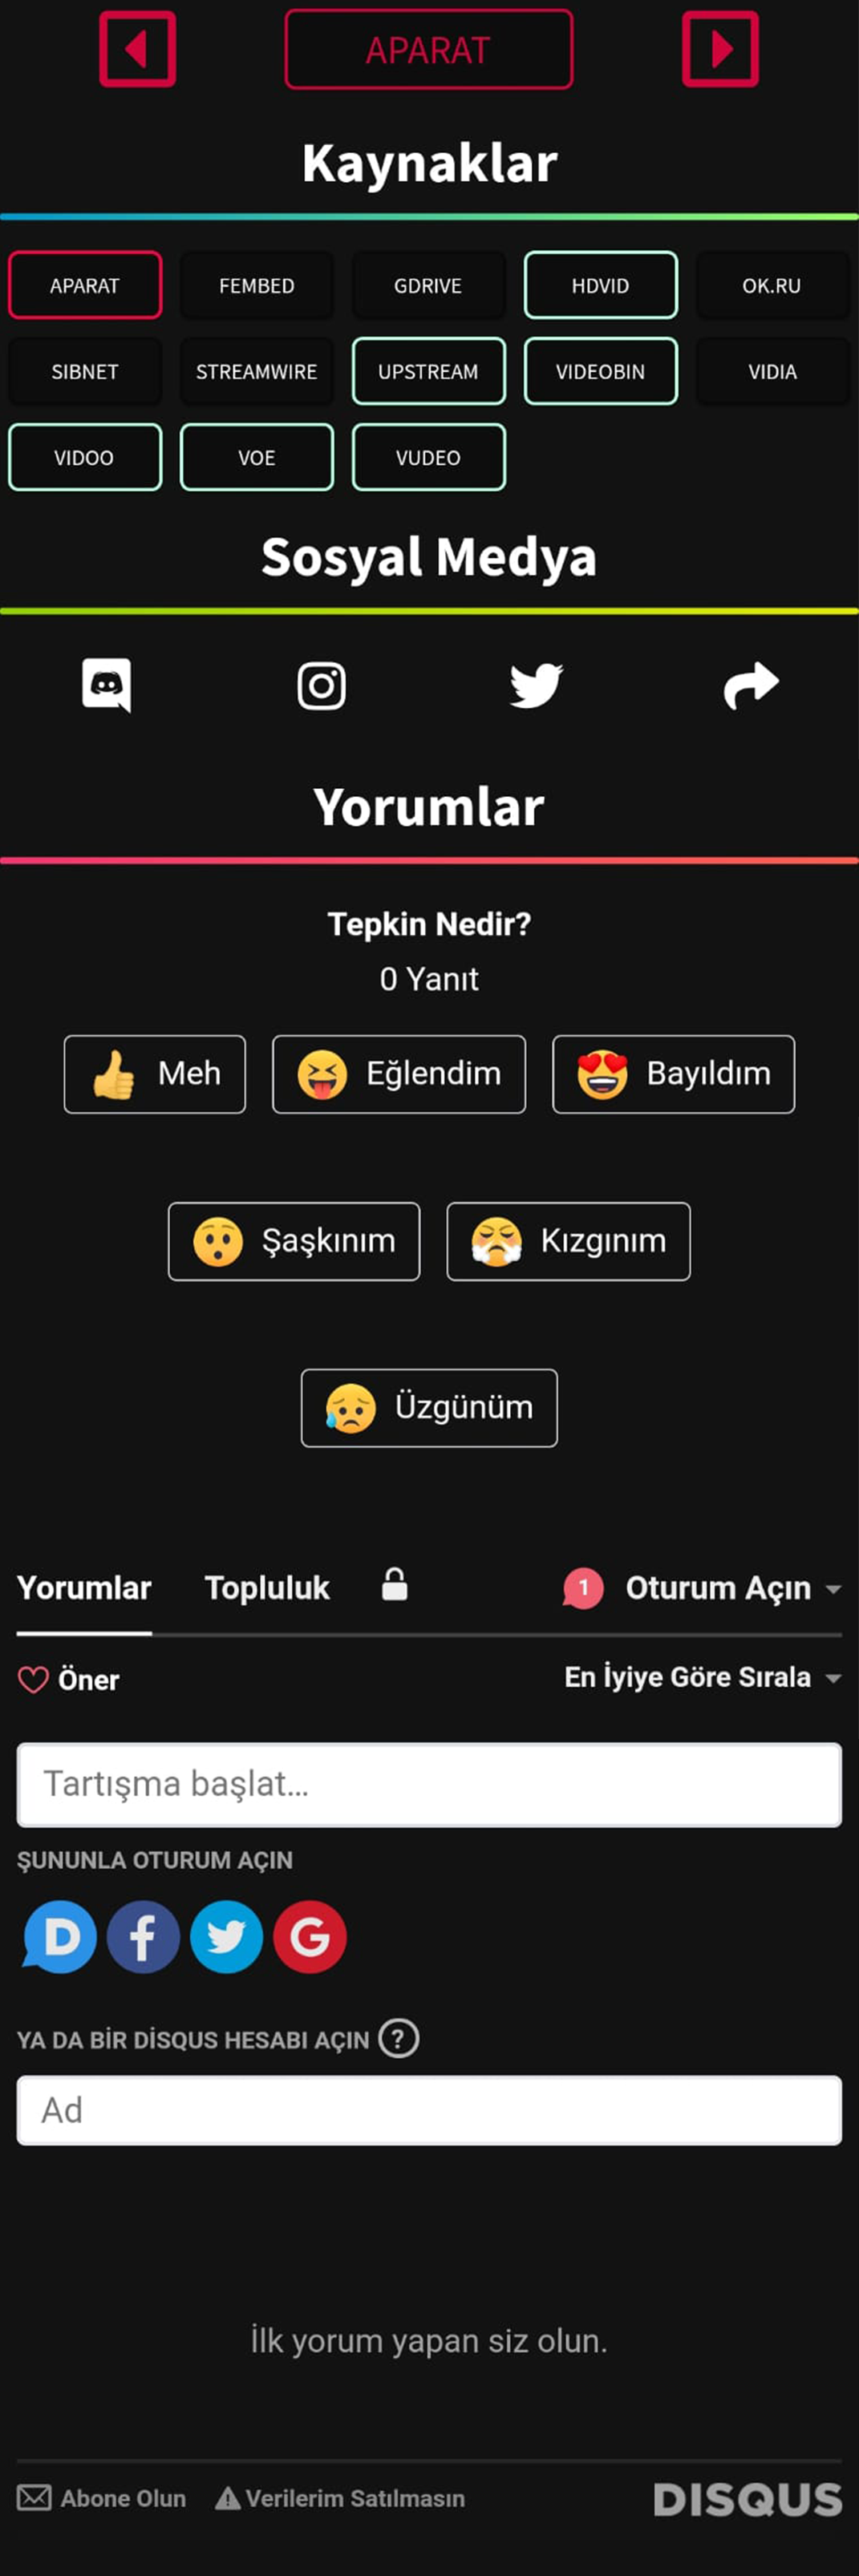 APARAT
Kaynaklar
APARAT FEMBED GDRIVE HDVID OK.RU
SIBNET STREAMWIRE UPSTREAM VIDEOBIN VIDIA
VIDOO VOE VUDEO
Sosyal Medya
Yorumlar
Tepkin Nedir?
0 Yanıt
Meh Eğlendim Bayıldım
Şaşkınım Kızgınım
Üzgünüm
Yorumlar Topluluk 1 Oturum Açın
Öner En İyiye Göre Sırala
Tartışma başlat...
ŞUNUNLA OTURUM AÇIN
D f G
YA DA BİR DİSQUS HESABI AÇIN ?
Ad
İlk yorum yapan siz olun.
Abone Olun Verilerim Satılmasın DISQUS